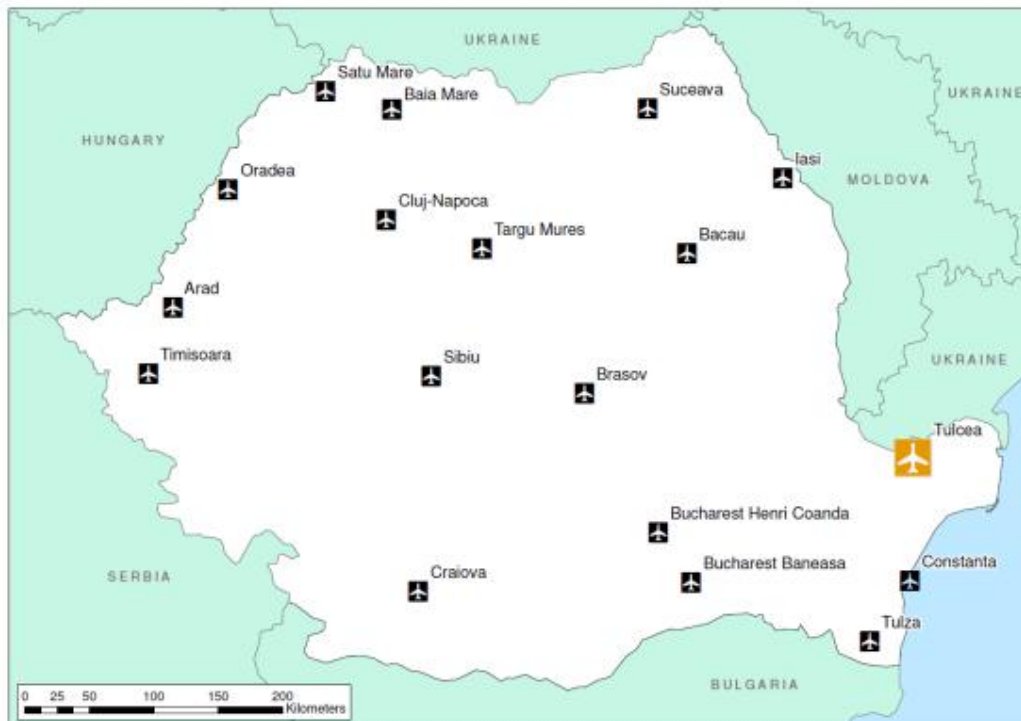 UKRAINE
Satu Mare
Baia Mare
Suceava
UKRAINE
HUNGARY
Iasi
Oradea
MOLDOVA
Cluj-Napoca
Targu Mures
Bacau
Arad
Timisoara
Sibiu
Brasov
UKRAINE
Tulcea
Bucharest Henri Coanda
Bucharest Baneasa
Constanta
SERBIA
Craiova
Tulza
BULGARIA
0 25 50 100 150 200
Kilometers